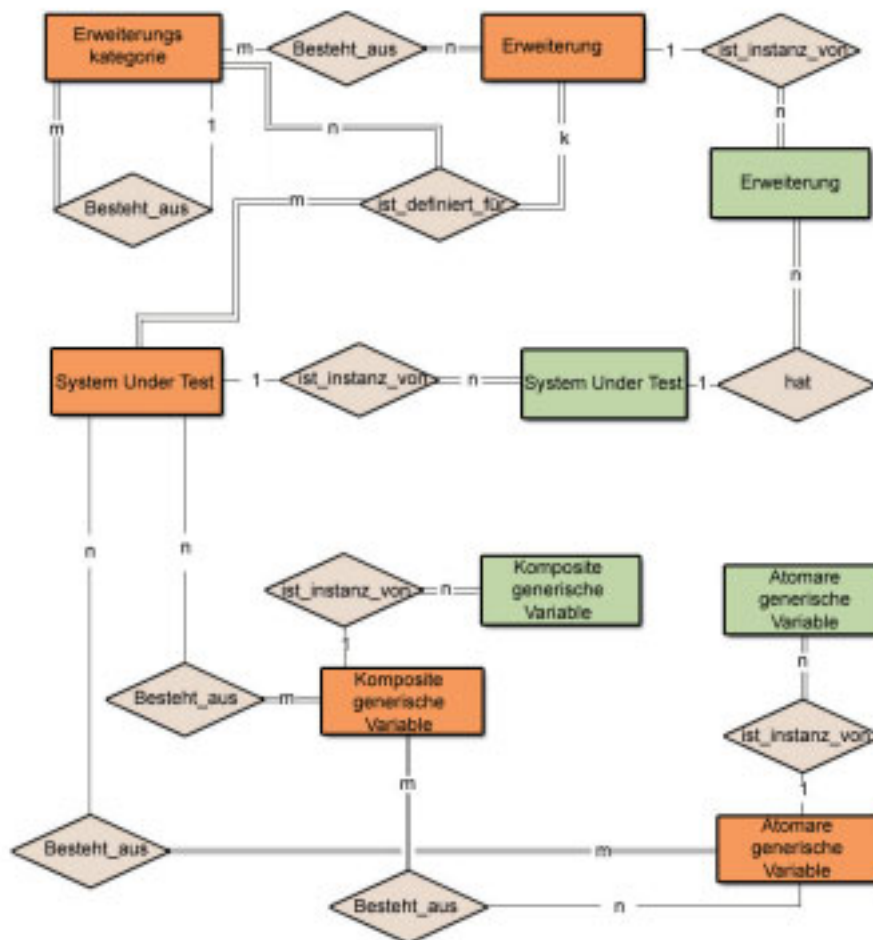 Erweiterungs
kategorie
m
Besteht_aus
n
Erweiterung
1
ist_instanz_von
m
1
n
k
n
Besteht_aus
m
ist_definiert_für
Erweiterung
n
System Under Test
1
ist_instanz_von
n
System Under Test
1
hat
n
n
ist_instanz_von
n
Komposite
generische
Variable
Atomare
generische
Variable
1
n
Besteht_aus
m
Komposite
generische
Variable
ist_instanz_von
m
1
Besteht_aus
m
Atomare
generische
Variable
Besteht_aus
n